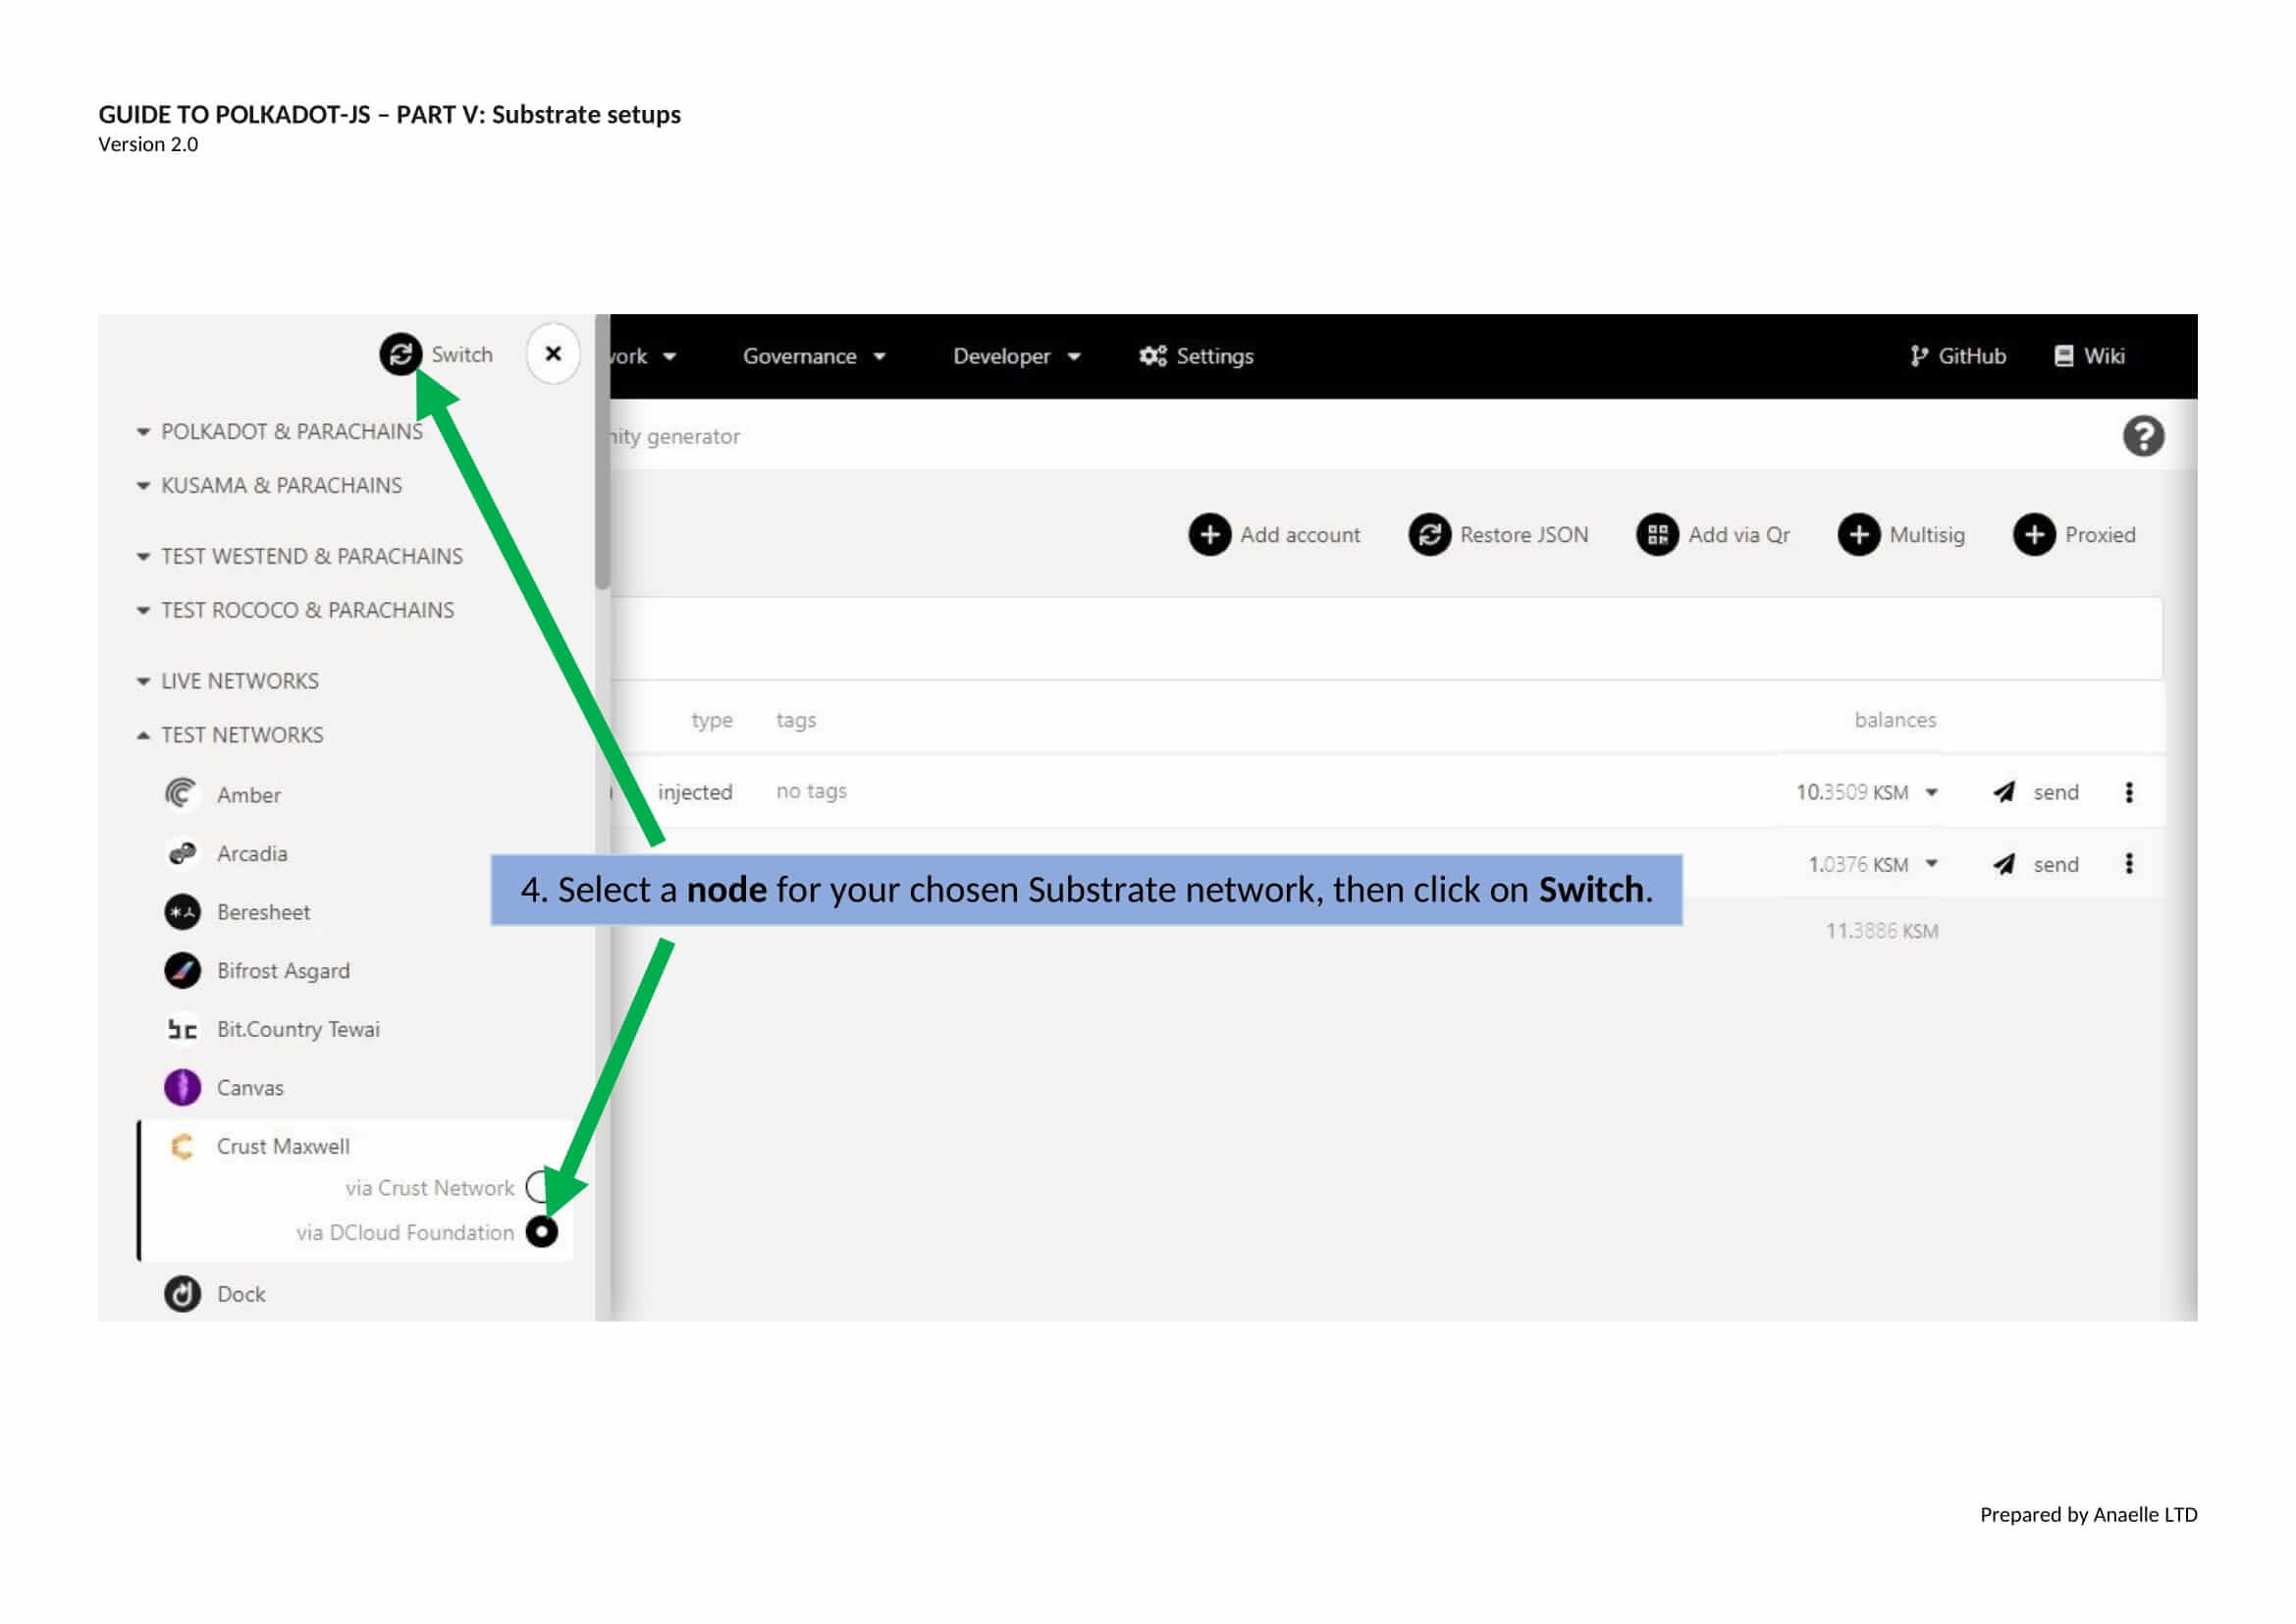 GUIDE TO POLKADOT-JS – PART V: Substrate setups
Version 2.0
Switch
Governance
Developer
Settings
GitHub
Wiki
POLKADOT & PARACHAINS
generator
KUSAMA & PARACHAINS
Add account
Restore JSON
Add via Qr
Multisig
Proxied
TEST WESTEND & PARACHAINS
TEST ROCOCO & PARACHAINS
LIVE NETWORKS
TEST NETWORKS
type
tags
balances
Amber
injected
no tags
10.3509 KSM
send
Arcadia
1.0376 KSM
send
4. Select a node for your chosen Substrate network, then click on Switch.
Beresheet
11.3886 KSM
Bifrost Asgard
Bit.Country Tewai
Canvas
Crust Maxwell
via Crust Network
via DCloud Foundation
Dock
Prepared by Anaelle LTD